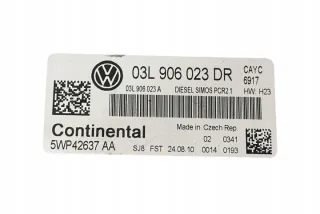 03L 906 023 DR CAYC
6917
03L 906 023 A DIESEL SIMOS PCR2.1 HW: H23
Made in Czech Rep
02 0341
Continental
5WP42637 AA SJ8 FST 24.08.10 0014 0193